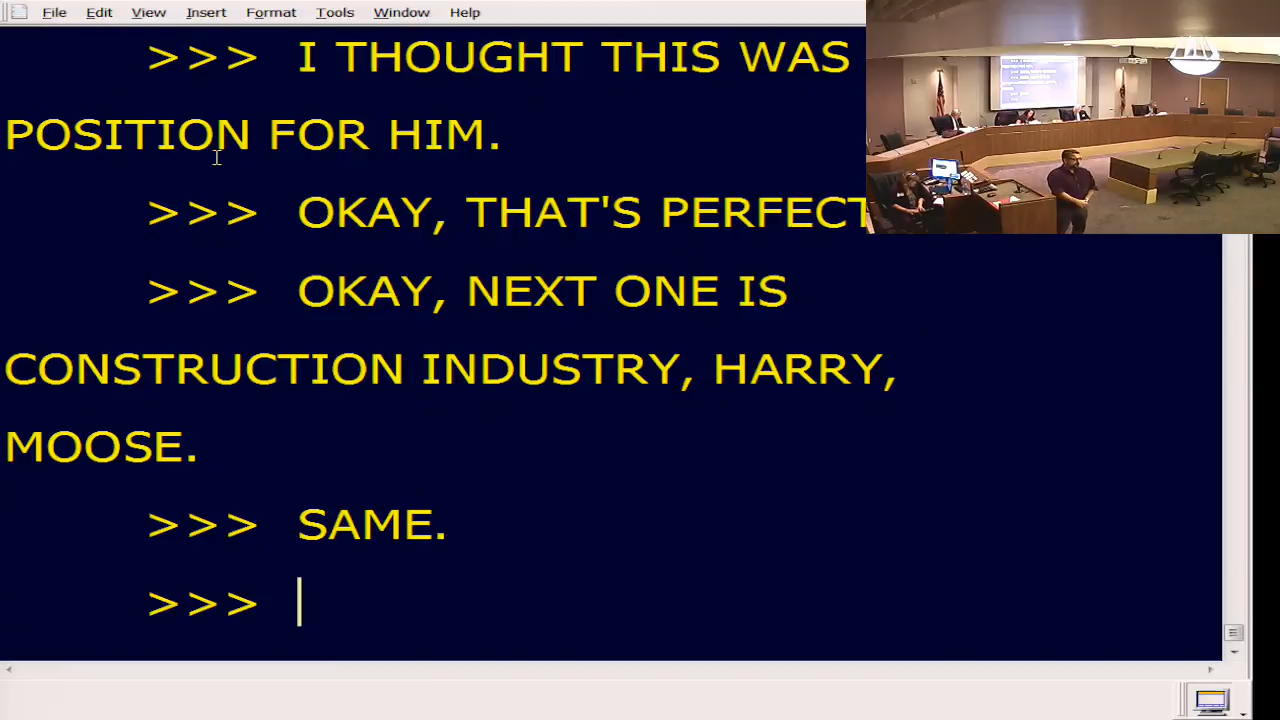 File Edit View Insert Format Tools Window Help
>>> I THOUGHT THIS WAS
POSITION FOR HIM.
>>> OKAY, THAT'S PERFECT
>>> OKAY, NEXT ONE IS
CONSTRUCTION INDUSTRY, HARRY,
MOOSE.
>>> SAME.
>>>